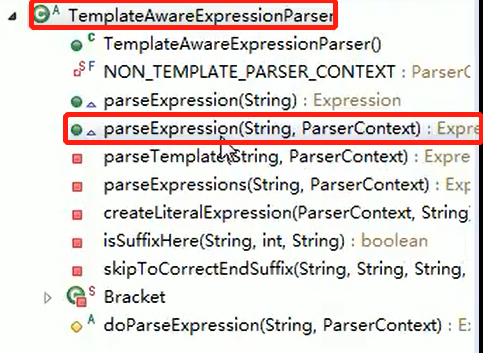 TemplateAwareExpressionParser
TemplateAwareExpressionParser()
NON_TEMPLATE_PARSER_CONTEXT : ParserC
parseExpression(String) : Expression
parseExpression(String, ParserContext) : Expre
parseTemplate(String, ParserContext) : Expre
parseExpressions(String, ParserContext) : Exp
createLiteralExpression(ParserContext, String)
isSuffixHere(String, int, String) : boolean
skipToCorrectEndSuffix(String, String, String,
Bracket
doParseExpression(String, ParserContext) : Ex